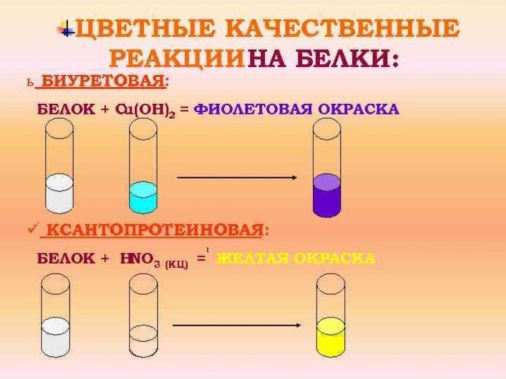 ЦВЕТНЫЕ КАЧЕСТВЕННЫЕ
РЕАКЦИИ НА БЕЛКИ:
ь БИУРЕТОВАЯ:
БЕЛОК + Cu(OH)₂ = ФИОЛЕТОВАЯ ОКРАСКА
✓ КСАНТОПРОТЕИНОВАЯ:
БЕЛОК + HNO₃ (КЦ) =ᵗ ЖЕЛТАЯ ОКРАСКА